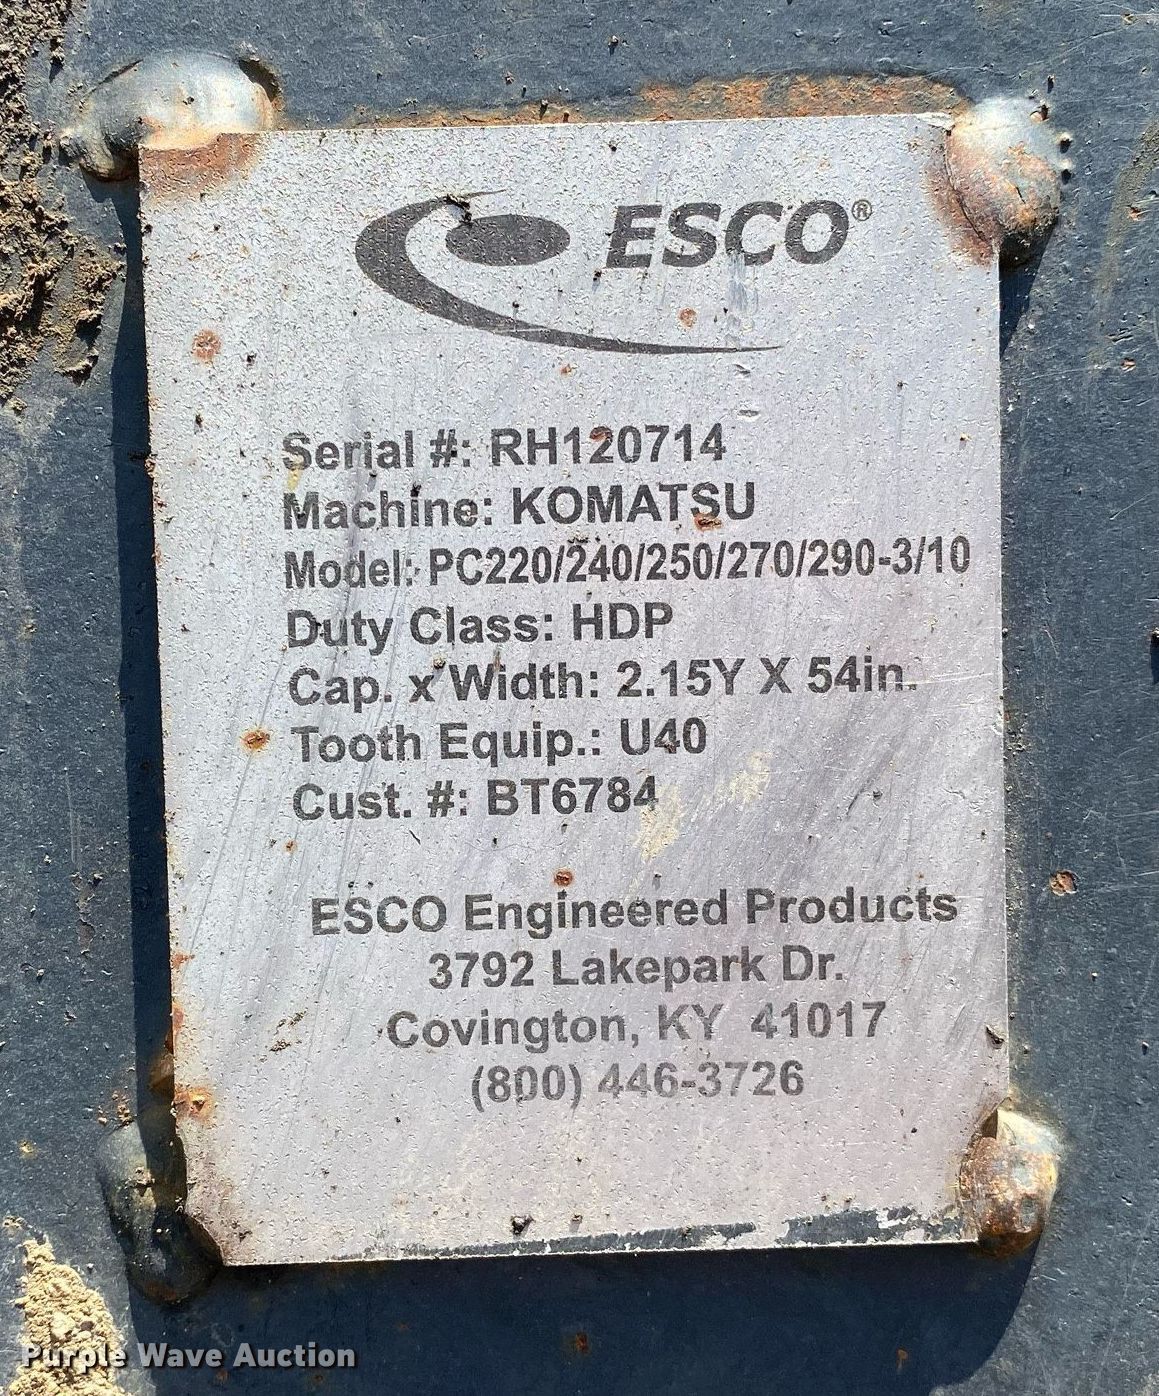 ESCO®
Serial #: RH120714
Machine: KOMATSU
Model: PC220/240/250/270/290-3/10
Duty Class: HDP
Cap. x Width: 2.15Y X 54in.
Tooth Equip.: U40
Cust. #: BT6784
ESCO Engineered Products
3792 Lakepark Dr.
Covington, KY 41017
(800) 446-3726
Purple Wave Auction